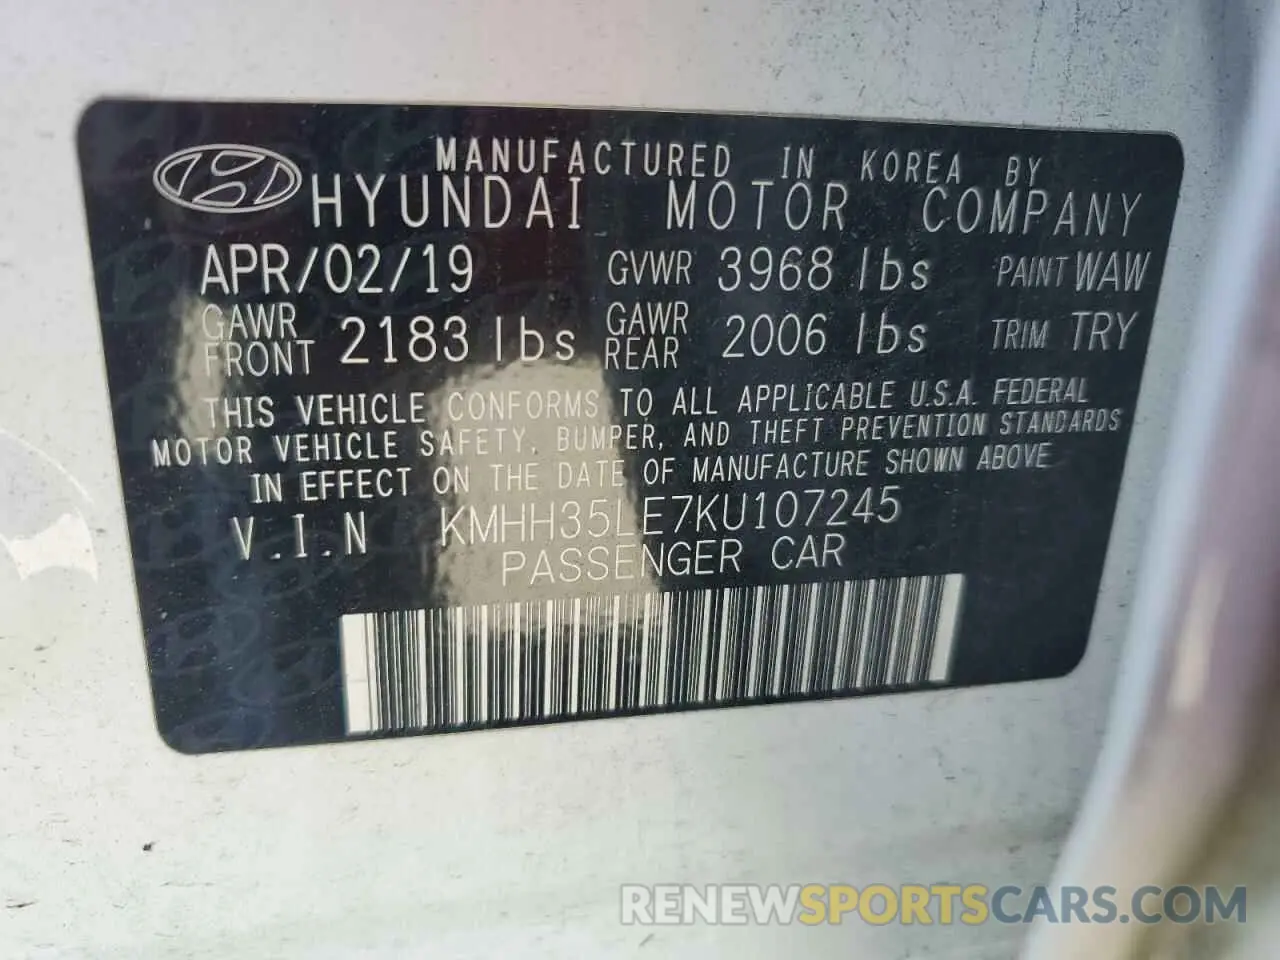 MANUFACTURED IN KOREA BY
HYUNDAI MOTOR COMPANY
APR/02/19 GVWR 3968 lbs PAINT WAW
GAWR FRONT 2183 lbs GAWR REAR 2006 lbs TRIM TRY
THIS VEHICLE CONFORMS TO ALL APPLICABLE U.S.A. FEDERAL
MOTOR VEHICLE SAFETY, BUMPER, AND THEFT PREVENTION STANDARDS
IN EFFECT ON THE DATE OF MANUFACTURE SHOWN ABOVE
V.I.N KMHH35LE7KU107245
PASSENGER CAR
RENEWSPORTSCARS.COM